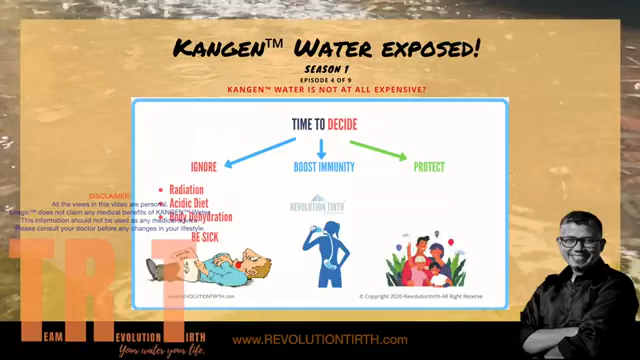 KANGEN™ WATER EXPOSED!
SEASON 1
EPISODE 4 OF 9
KANGEN™ WATER IS NOT AT ALL EXPENSIVE?
TIME TO DECIDE
IGNORE
BOOST IMMUNITY
PROTECT
Radiation
Acidic Diet
Body Dehydration
BE SICK
REVOLUTION TIRTH
DISCLAIMER:
All the views in this video are personal.
Enagic™ does not claim any medical benefits of KANGEN™ Water.
This information should not be used as any medical advice.
Please consult your doctor before any changes in your lifestyle.
www.REVOLUTIONTIRTH.com
© Copyright 2020-Revolutiontirth-All Right Reserve
TRT
TEAM REVOLUTION TIRTH
Your water your life.
www.REVOLUTIONTIRTH.com